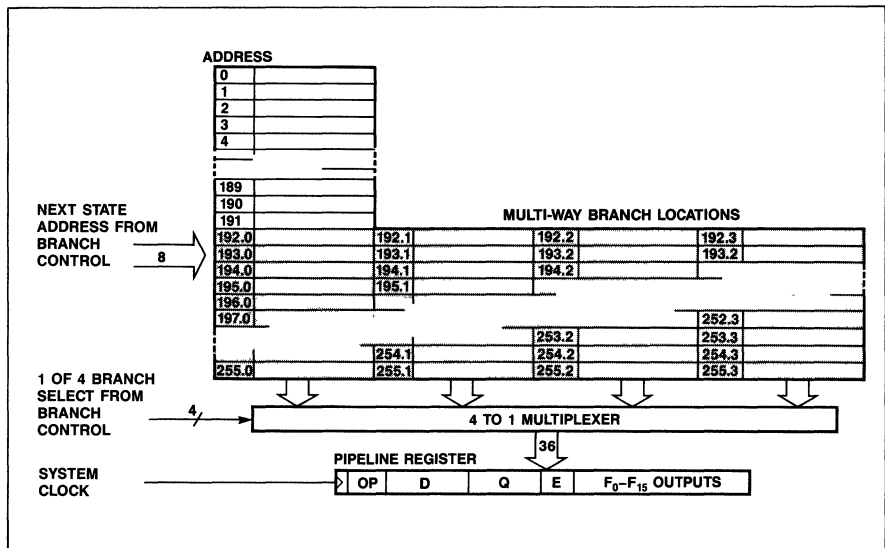 ADDRESS
0
1
2
3
4
189
190
191
MULTI-WAY BRANCH LOCATIONS
NEXT STATE
ADDRESS FROM
BRANCH
CONTROL
8
192.0 192.1 192.2 192.3
193.0 193.1 193.2 193.2
194.0 194.1 194.2
195.0 195.1
196.0
197.0 252.3
253.2 253.3
254.1 254.2 254.3
255.0 255.1 255.2 255.3
1 OF 4 BRANCH
SELECT FROM
BRANCH
CONTROL
4
4 TO 1 MULTIPLEXER
36
PIPELINE REGISTER
SYSTEM
CLOCK
OP D Q E F₀–F₁₅ OUTPUTS